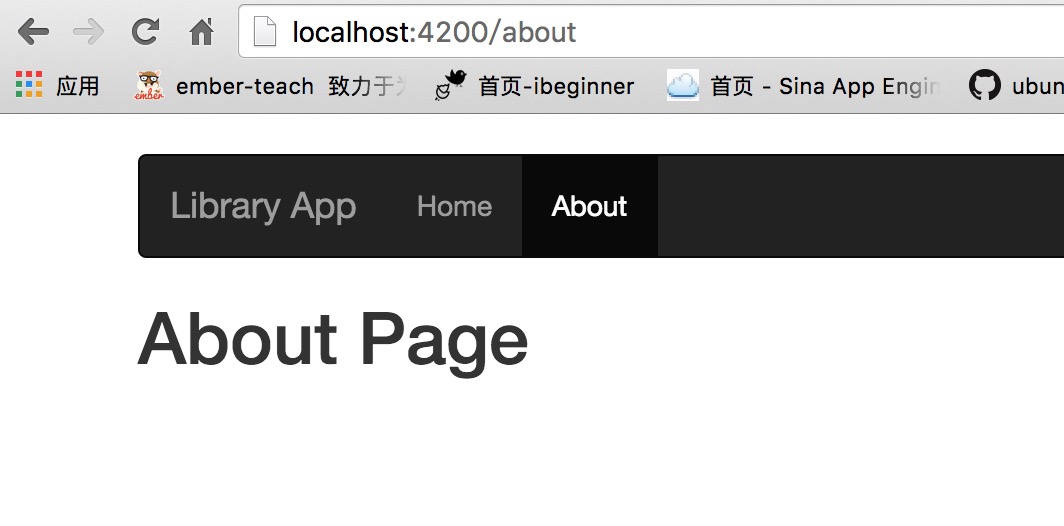 localhost:4200/about
应用 ember-teach 致力于 首页-ibeginner 首页 - Sina App Engin ubun
Library App Home About
About Page